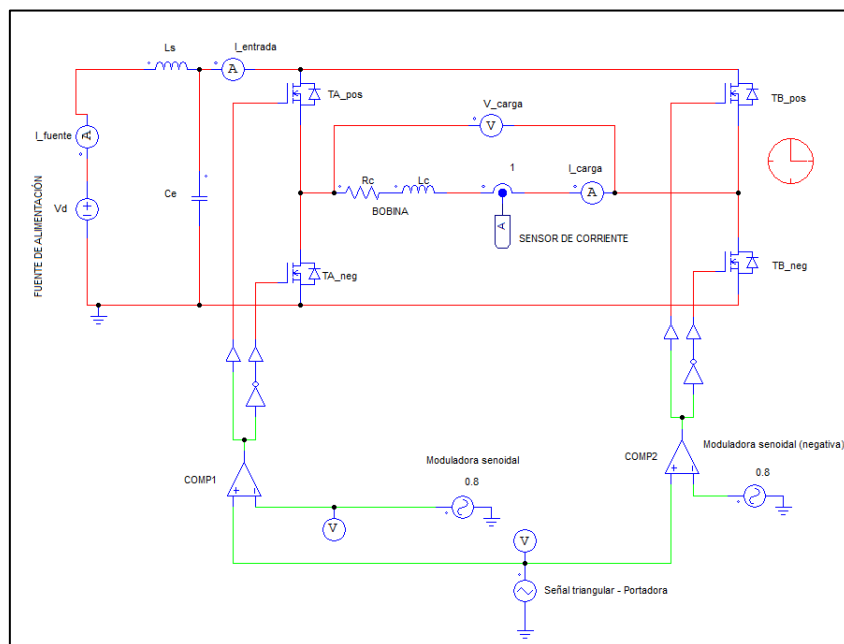 Ls
I_entrada
A
TA_pos
TB_pos
V_carga
V
I_fuente
A
Rc
Lc
1
I_carga
A
Ce
Vd
BOBINA
A
SENSOR DE CORRIENTE
FUENTE DE ALIMENTACIÓN
TA_neg
TB_neg
Moduladora senoidal
Moduladora senoidal (negativa)
COMP1
COMP2
0.8
0.8
V
V
Señal triangular - Portadora